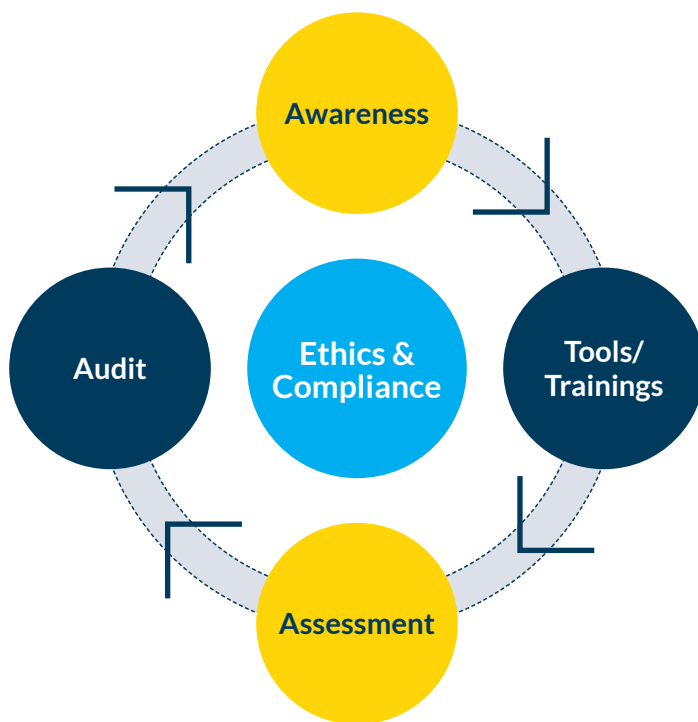 Awareness
Audit
Ethics &
Compliance
Tools/
Trainings
Assessment